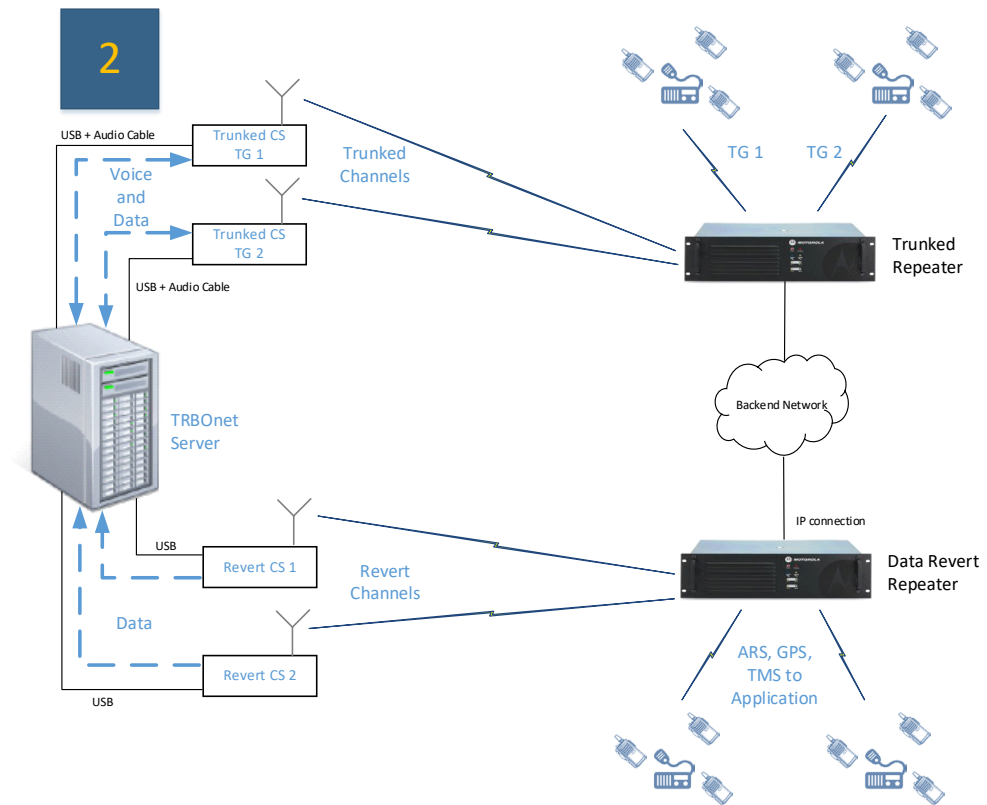 2
USB + Audio Cable
Trunked CS
TG 1
Voice
and
Data
Trunked CS
TG 2
USB + Audio Cable
Trunked
Channels
TG 1
TG 2
MOTOROLA
Trunked
Repeater
Backend Network
TRBOnet
Server
IP connection
USB
Revert CS 1
Revert
Channels
MOTOROLA
Data Revert
Repeater
Data
Revert CS 2
USB
ARS, GPS,
TMS to
Application